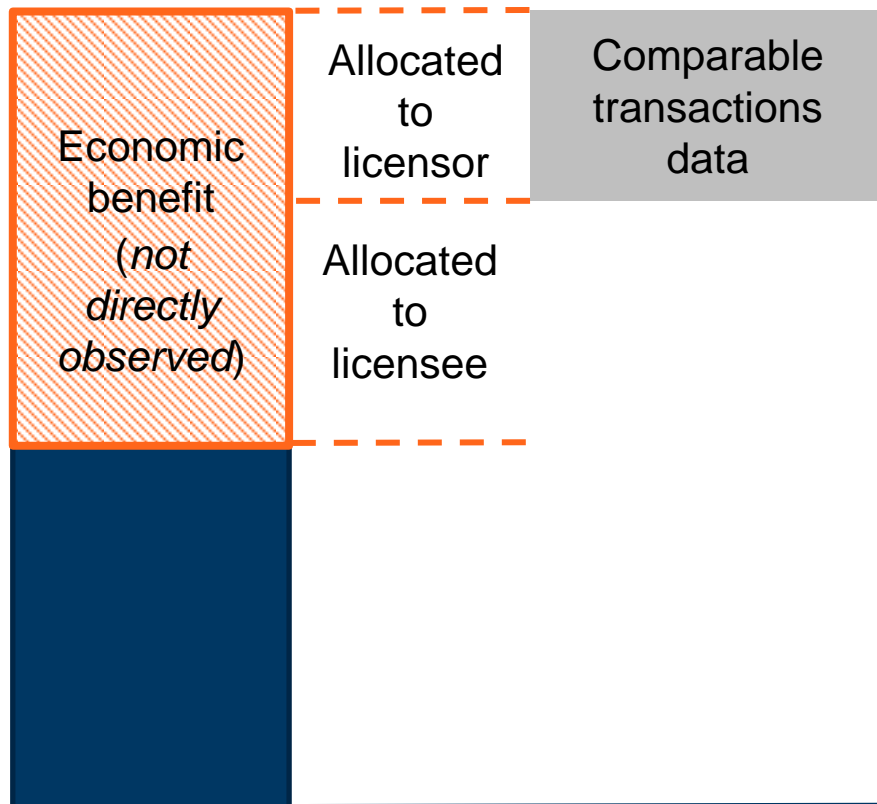 Economic
benefit
(not
directly
observed)
Allocated
to
licensor
Allocated
to
licensee
Comparable
transactions
data